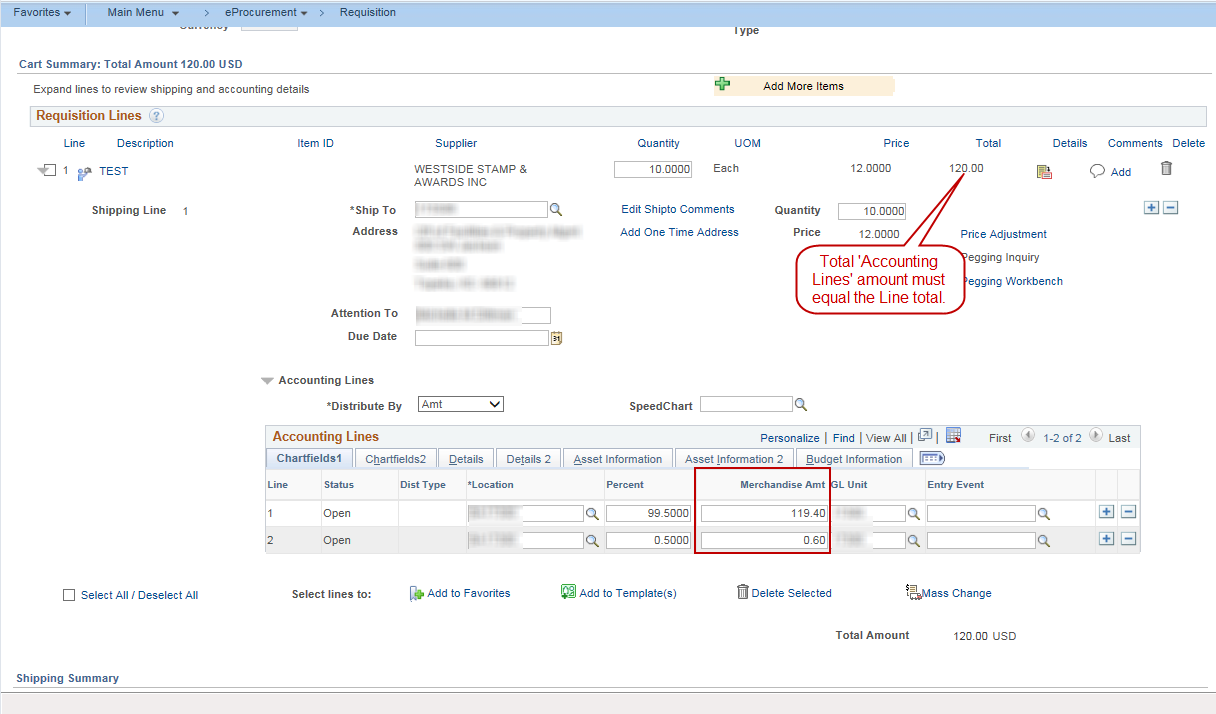 Favorites Main Menu > eProcurement > Requisition
Currency
Type
Cart Summary: Total Amount 120.00 USD
Expand lines to review shipping and accounting details
Add More Items
Requisition Lines ?
Line Description Item ID Supplier Quantity UOM Price Total Details Comments Delete
1 TEST WESTSIDE STAMP & 10.0000 Each 12.0000 120.00 Add
AWARDS INC
Shipping Line 1 *Ship To Edit Shipto Comments Quantity 10.0000
Address Add One Time Address Price 12.0000 Price Adjustment
Pegging Inquiry
Pegging Workbench
Total 'Accounting
Lines' amount must
equal the Line total.
Attention To
Due Date 31
Accounting Lines
*Distribute By Amt SpeedChart
Accounting Lines Personalize | Find | View All | | First 1-2 of 2 Last
Chartfields1 Chartfields2 Details Details 2 Asset Information Asset Information 2 Budget Information
Line Status Dist Type *Location Percent Merchandise Amt GL Unit Entry Event
1 Open 99.5000 119.40
2 Open 0.5000 0.60
Select All / Deselect All Select lines to: Add to Favorites Add to Template(s) Delete Selected Mass Change
Total Amount 120.00 USD
Shipping Summary